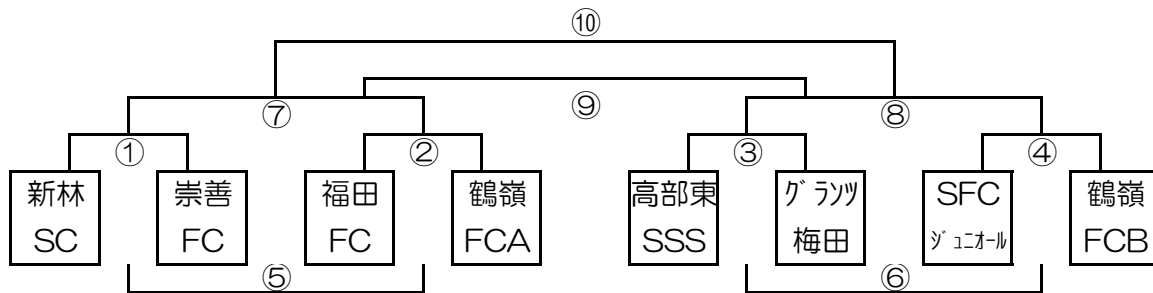 ⑩
⑨
⑦
⑧
①
②
③
④
新林
SC
崇善
FC
福田
FC
鶴嶺
FCA
高部東
SSS
グランツ
梅田
SFC
ジュニオール
鶴嶺
FCB
⑤
⑥